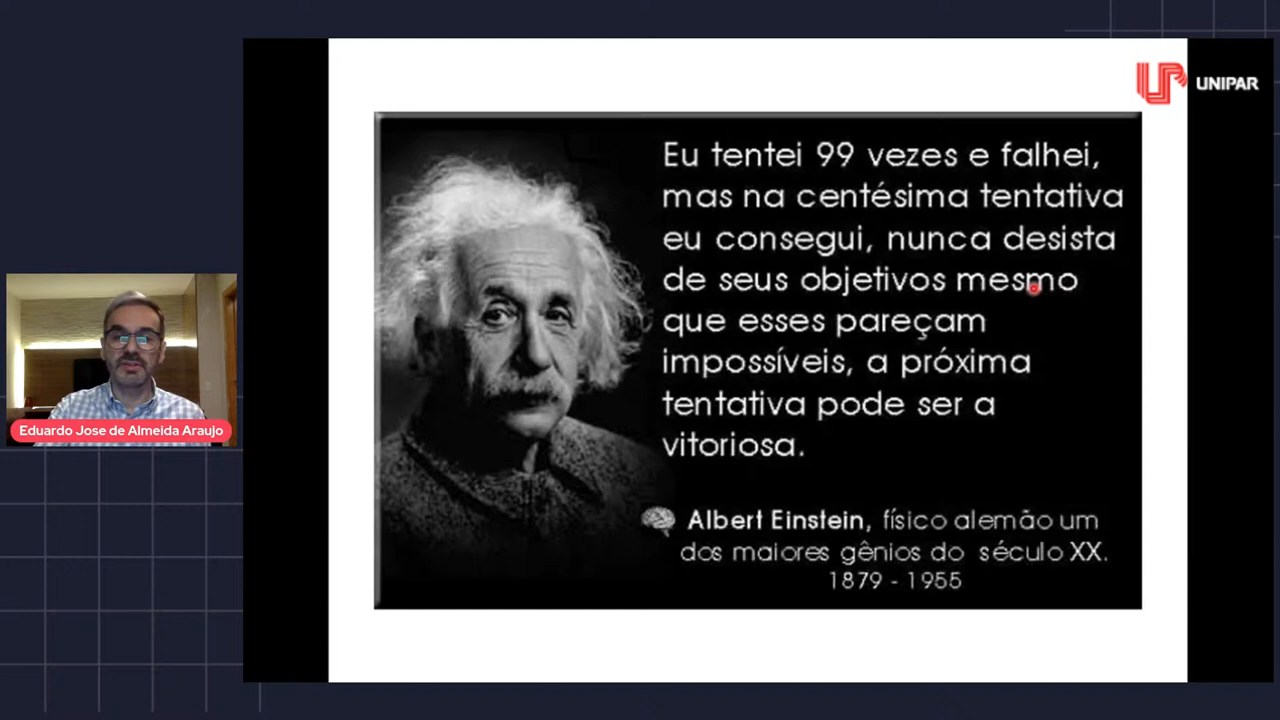 UNIPAR
Eu tentei 99 vezes e falhei,
mas na centésima tentativa
eu consegui, nunca desista
de seus objetivos mesmo
que esses pareçam
impossíveis, a próxima
tentativa pode ser a
vitoriosa.
Albert Einstein, físico alemão um
dos maiores gênios do século XX.
1879 - 1955
Eduardo Jose de Almeida Araujo